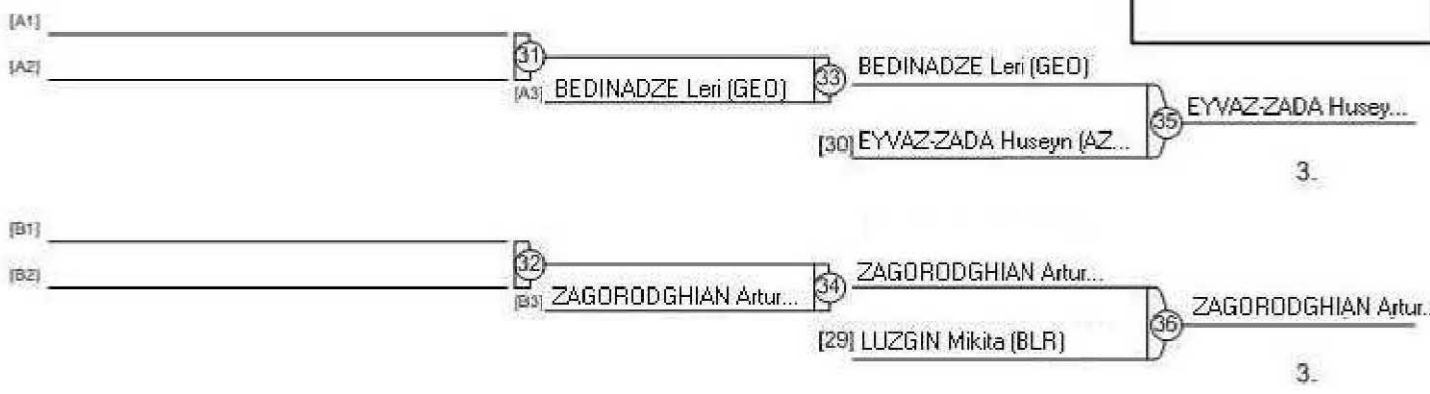 [A1]
[A2]
31
[A3] BEDINADZE Leri (GEO)
33
BEDINADZE Leri (GEO)
[30] EYVAZ-ZADA Huseyn (AZ...
35
EYVAZ-ZADA Husey...
3.
[B1]
[B2]
32
[B3] ZAGORODGHIAN Artur...
34
ZAGORODGHIAN Artur...
[29] LUZGIN Mikita (BLR)
36
ZAGORODGHIAN Artur..
3.